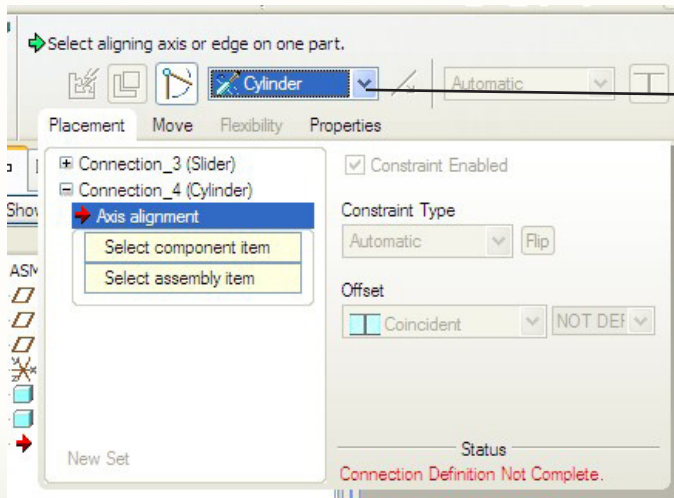 Select aligning axis or edge on one part.
Cylinder Automatic
Placement Move Flexibility Properties
Connection_3 (Slider)
Connection_4 (Cylinder)
Axis alignment
Select component item
Select assembly item
New Set
Constraint Enabled
Constraint Type
Automatic Flip
Offset
Coincident NOT DEF
Status
Connection Definition Not Complete.
Show
ASM